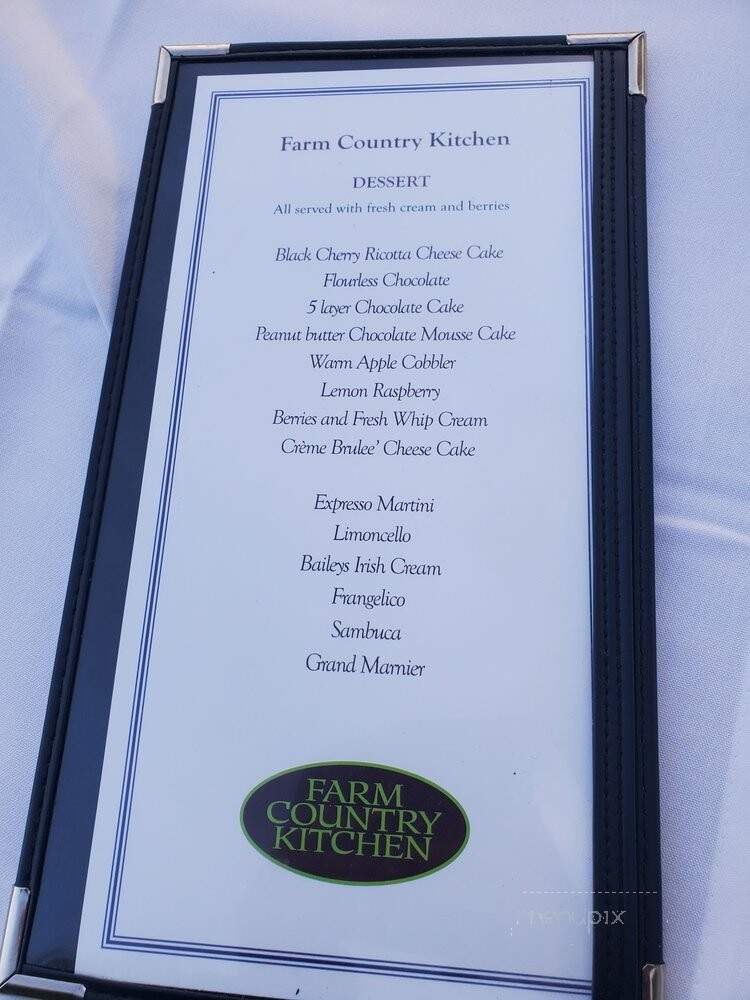 Farm Country Kitchen
DESSERT
All served with fresh cream and berries
Black Cherry Ricotta Cheese Cake
Flourless Chocolate
5 layer Chocolate Cake
Peanut butter Chocolate Mousse Cake
Warm Apple Cobbler
Lemon Raspberry
Berries and Fresh Whip Cream
Crème Brulee' Cheese Cake
Expresso Martini
Limoncello
Baileys Irish Cream
Frangelico
Sambuca
Grand Marnier
FARM
COUNTRY
KITCHEN
menupix